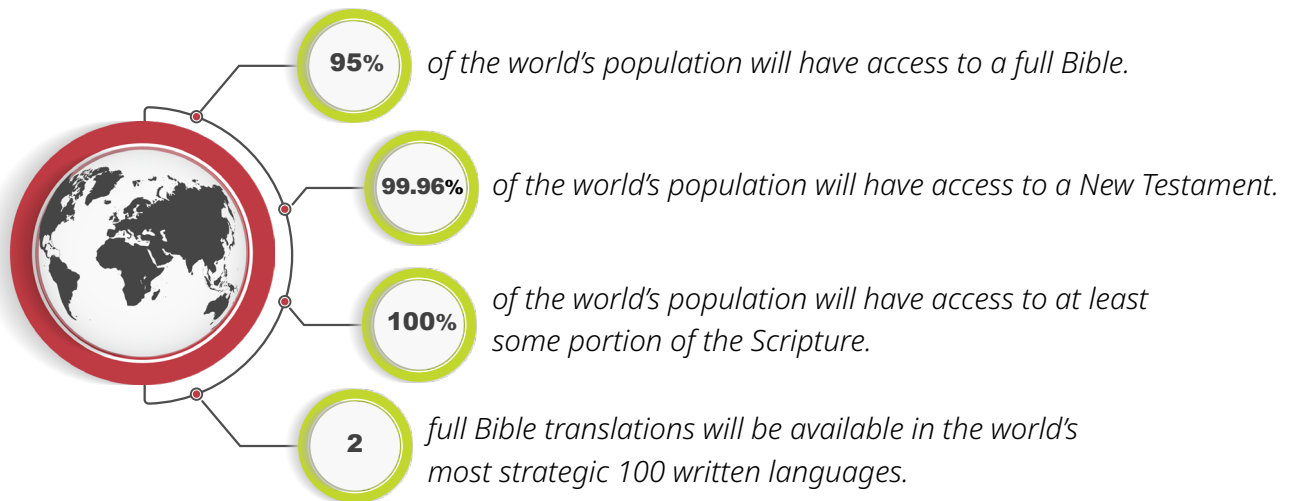 95% of the world’s population will have access to a full Bible.
99.96% of the world’s population will have access to a New Testament.
100% of the world’s population will have access to at least
some portion of the Scripture.
2 full Bible translations will be available in the world’s
most strategic 100 written languages.